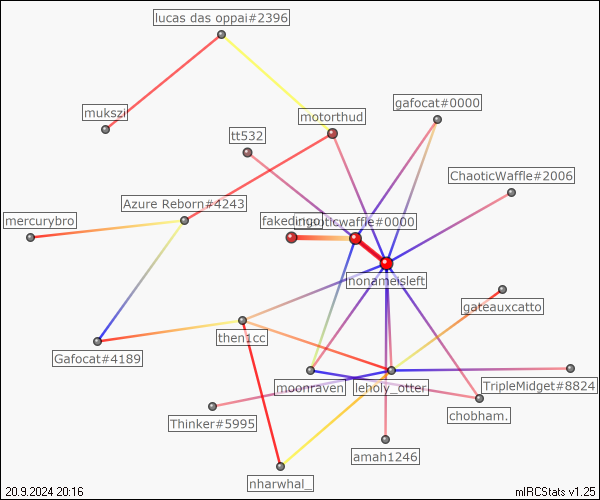 lucas das oppai#2396
mukszi
motorthud
gafocat#0000
tt532
ChaoticWaffle#2006
Azure Reborn#4243
mercurybro
fakedingo
chaoticwaffle#0000
nonameisleft
gateauxcatto
then1cc
Gafocat#4189
moonraven
leholy_otter
TripleMidget#8824
Thinker#5995
chobham.
amah1246
nharwhal_
20.9.2024 20:16
mIRCStats v1.25